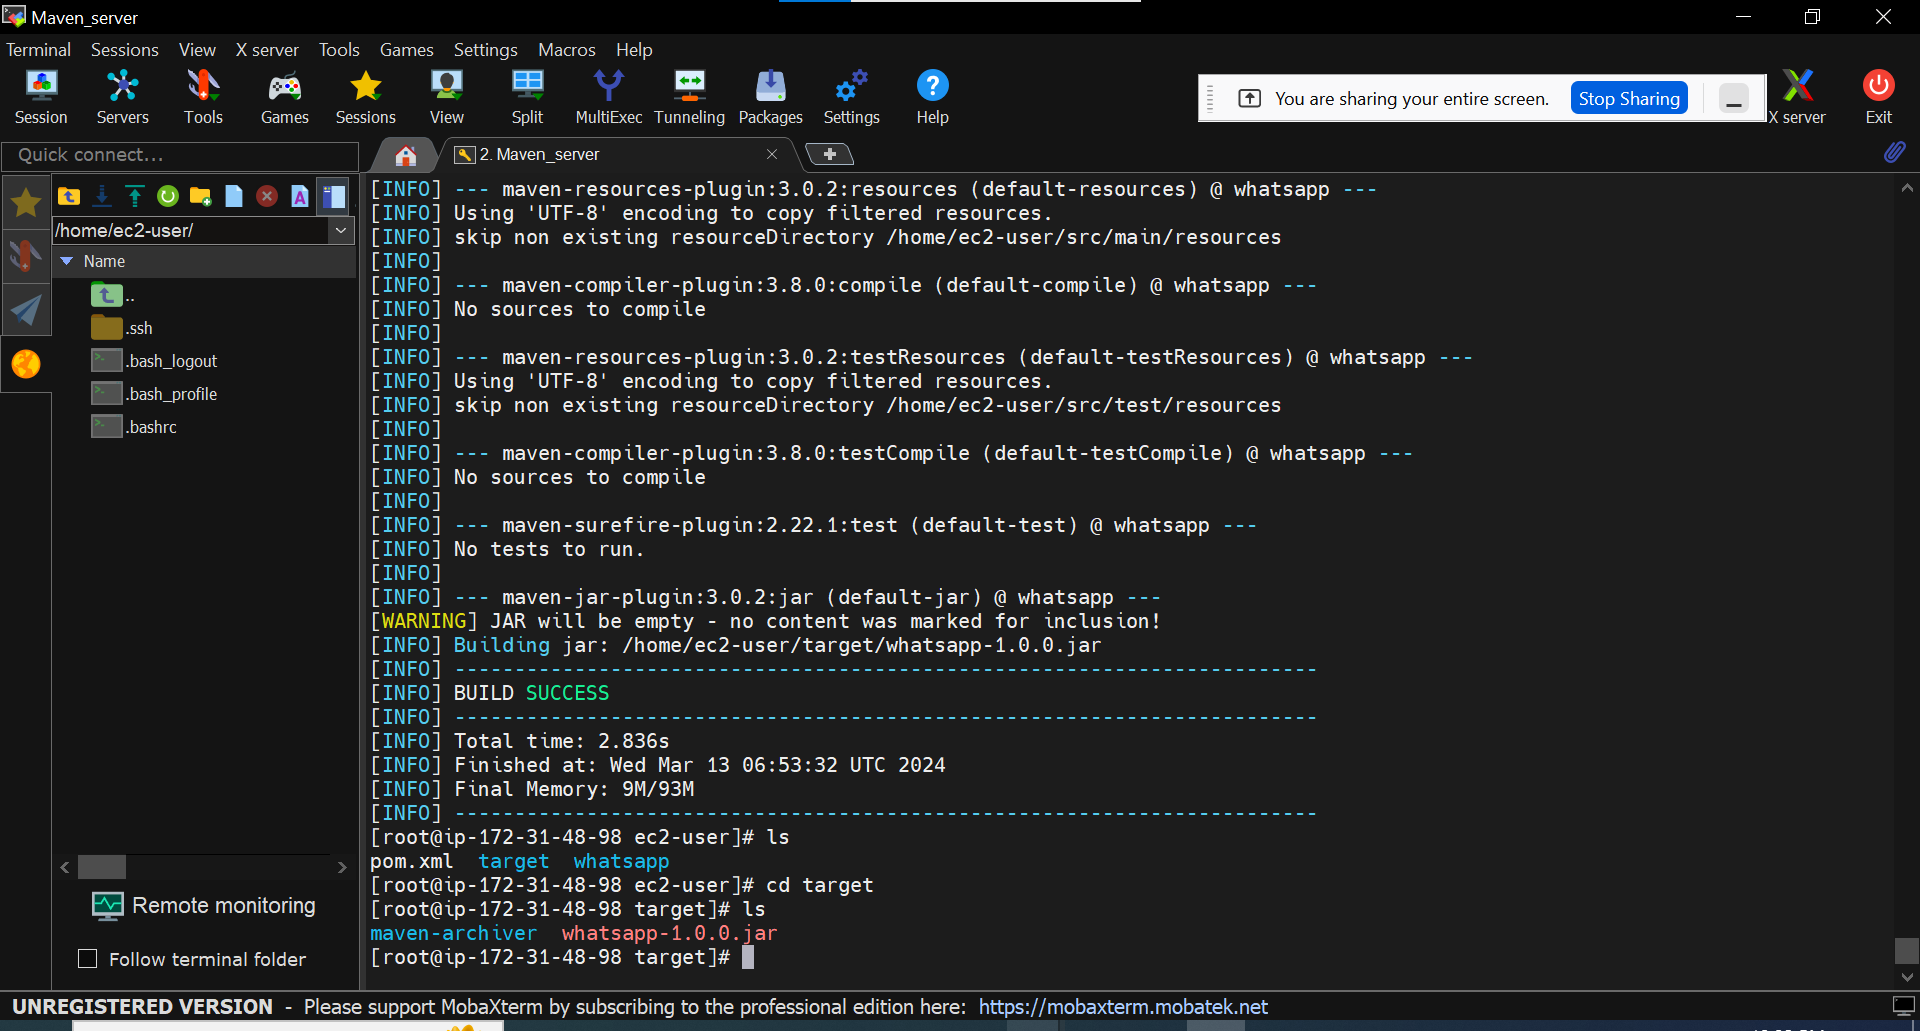 Maven_server
Terminal Sessions View X server Tools Games Settings Macros Help
Session Servers Tools Games Sessions View Split MultiExec Tunneling Packages Settings Help
You are sharing your entire screen. Stop Sharing
X server Exit
Quick connect...
2. Maven_server
/home/ec2-user/
Name
..
.ssh
.bash_logout
.bash_profile
.bashrc
Remote monitoring
Follow terminal folder
[INFO] --- maven-resources-plugin:3.0.2:resources (default-resources) @ whatsapp ---
[INFO] Using 'UTF-8' encoding to copy filtered resources.
[INFO] skip non existing resourceDirectory /home/ec2-user/src/main/resources
[INFO]
[INFO] --- maven-compiler-plugin:3.8.0:compile (default-compile) @ whatsapp ---
[INFO] No sources to compile
[INFO]
[INFO] --- maven-resources-plugin:3.0.2:testResources (default-testResources) @ whatsapp ---
[INFO] Using 'UTF-8' encoding to copy filtered resources.
[INFO] skip non existing resourceDirectory /home/ec2-user/src/test/resources
[INFO]
[INFO] --- maven-compiler-plugin:3.8.0:testCompile (default-testCompile) @ whatsapp ---
[INFO] No sources to compile
[INFO]
[INFO] --- maven-surefire-plugin:2.22.1:test (default-test) @ whatsapp ---
[INFO] No tests to run.
[INFO]
[INFO] --- maven-jar-plugin:3.0.2:jar (default-jar) @ whatsapp ---
[WARNING] JAR will be empty - no content was marked for inclusion!
[INFO] Building jar: /home/ec2-user/target/whatsapp-1.0.0.jar
[INFO] ------------------------------------------------------------------------
[INFO] BUILD SUCCESS
[INFO] ------------------------------------------------------------------------
[INFO] Total time: 2.836s
[INFO] Finished at: Wed Mar 13 06:53:32 UTC 2024
[INFO] Final Memory: 9M/93M
[INFO] ------------------------------------------------------------------------
[root@ip-172-31-48-98 ec2-user]# ls
pom.xml target whatsapp
[root@ip-172-31-48-98 ec2-user]# cd target
[root@ip-172-31-48-98 target]# ls
maven-archiver whatsapp-1.0.0.jar
[root@ip-172-31-48-98 target]#
UNREGISTERED VERSION - Please support MobaXterm by subscribing to the professional edition here: https://mobaxterm.mobatek.net